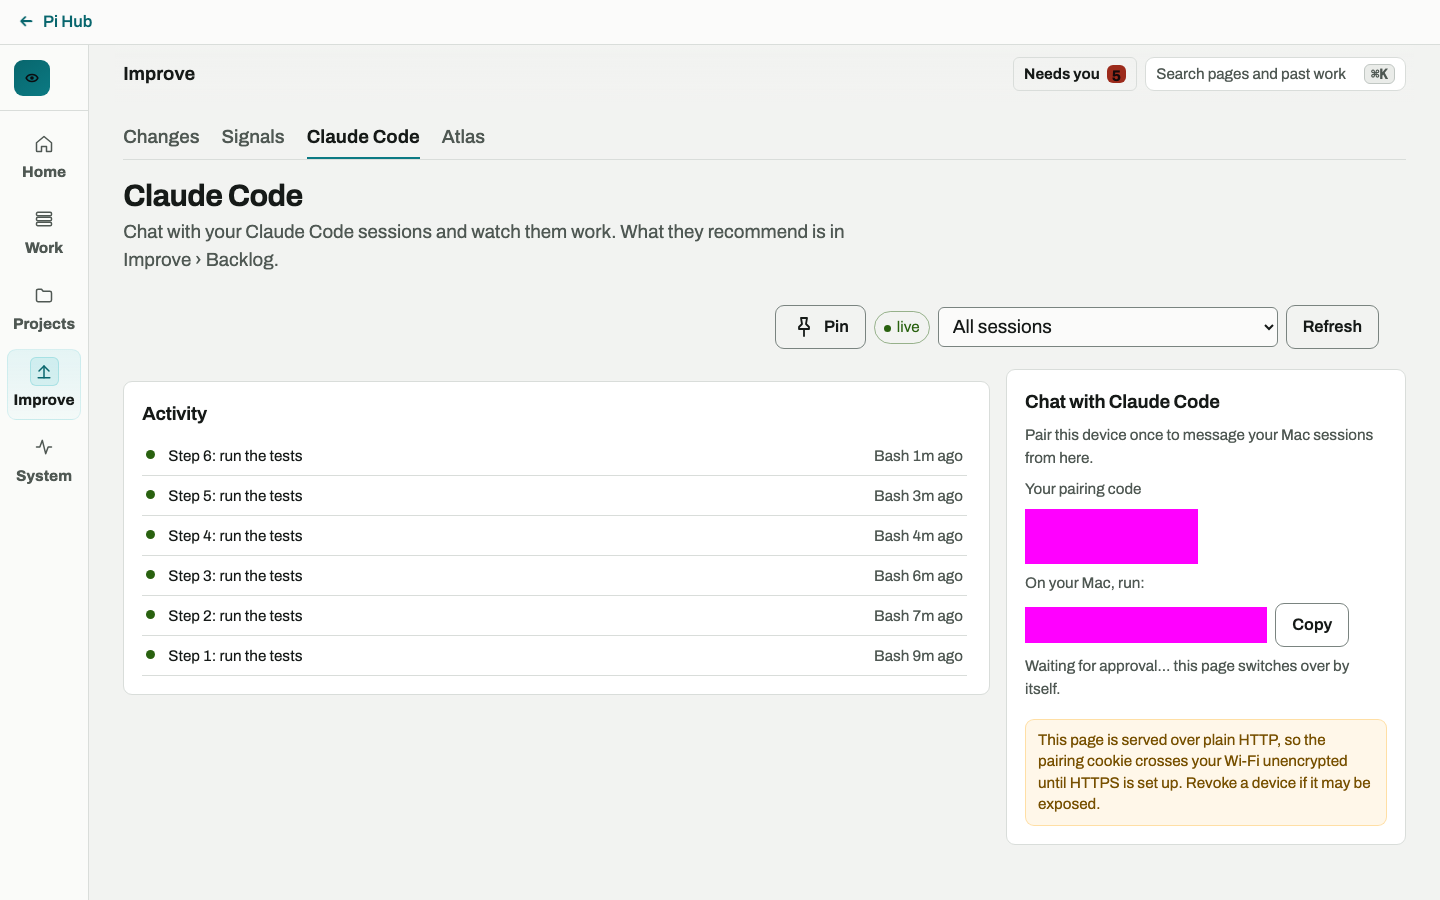 Pi Hub
Improve
Needs you 5
Search pages and past work ⌘K
Home
Work
Projects
Improve
System
Changes Signals Claude Code Atlas
Claude Code
Chat with your Claude Code sessions and watch them work. What they recommend is in
Improve › Backlog.
Pin
live
All sessions
Refresh
Activity
Step 6: run the tests Bash 1m ago
Step 5: run the tests Bash 3m ago
Step 4: run the tests Bash 4m ago
Step 3: run the tests Bash 6m ago
Step 2: run the tests Bash 7m ago
Step 1: run the tests Bash 9m ago
Chat with Claude Code
Pair this device once to message your Mac sessions
from here.
Your pairing code
On your Mac, run:
Copy
Waiting for approval… this page switches over by
itself.
This page is served over plain HTTP, so the
pairing cookie crosses your Wi-Fi unencrypted
until HTTPS is set up. Revoke a device if it may be
exposed.